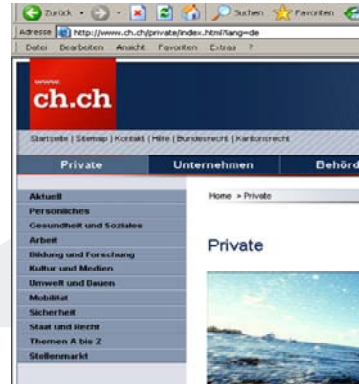 Zurück Suchen Favoriten
Adresse http://www.ch.ch/private/index.html?lang=de
Datei Bearbeiten Ansicht Favoriten Extras ?
www.
ch.ch
Startseite | Sitemap | Kontakt | Hilfe | Bundesrecht | Kantonsrecht
Private Unternehmen Behörd
Aktuell
Home > Private
Persönliches
Gesundheit und Soziales
Arbeit
Private
Bildung und Forschung
Kultur und Medien
Umwelt und Bauen
Mobilität
Sicherheit
Staat und Recht
Themen A bis Z
Stellenmarkt